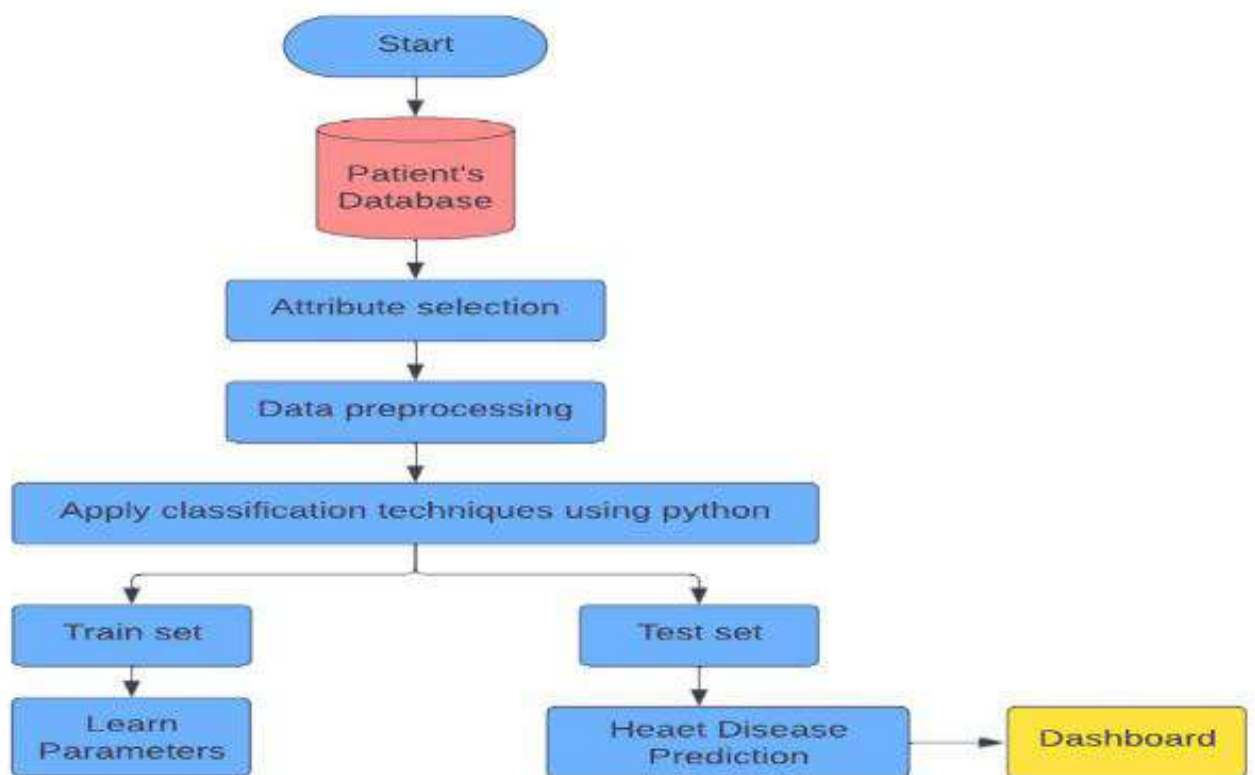 Start
Patient's
Database
Attribute selection
Data preprocessing
Apply classification techniques using python
Train set
Test set
Learn
Parameters
Heaet Disease
Prediction
Dashboard